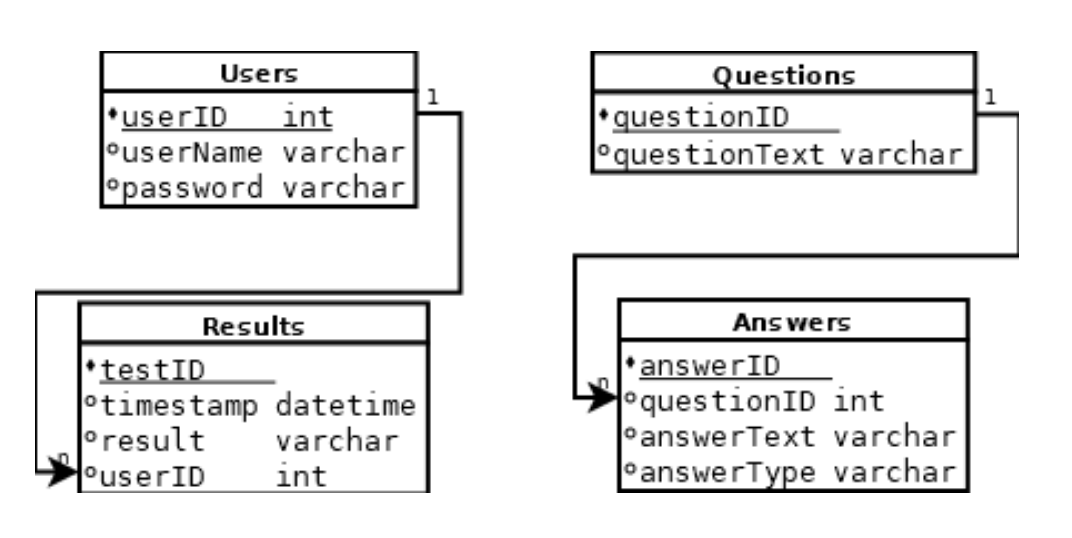 Users
1
userID int
userName varchar
password varchar
Questions
1
questionID
questionText varchar
Results
testID
timestamp datetime
result varchar
n
userID int
Answers
answerID
n
questionID int
answerText varchar
answerType varchar